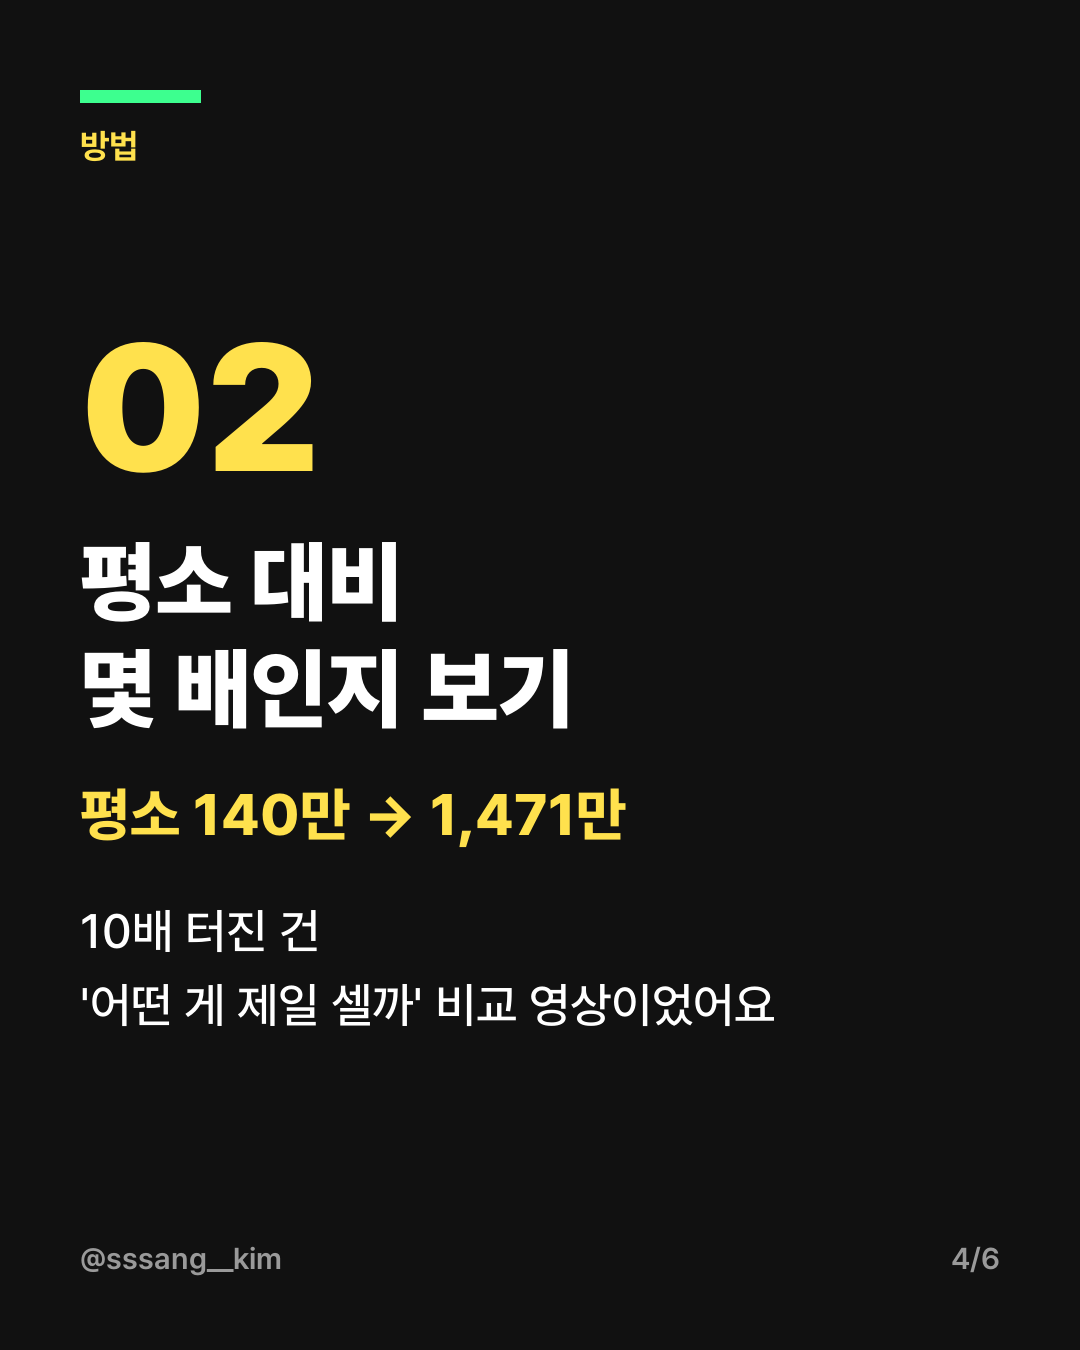 방법
02
평소 대비
몇 배인지 보기
평소 140만 → 1,471만
10배 터진 건
'어떤 게 제일 셀까' 비교 영상이었어요
@sssang__kim
4/6